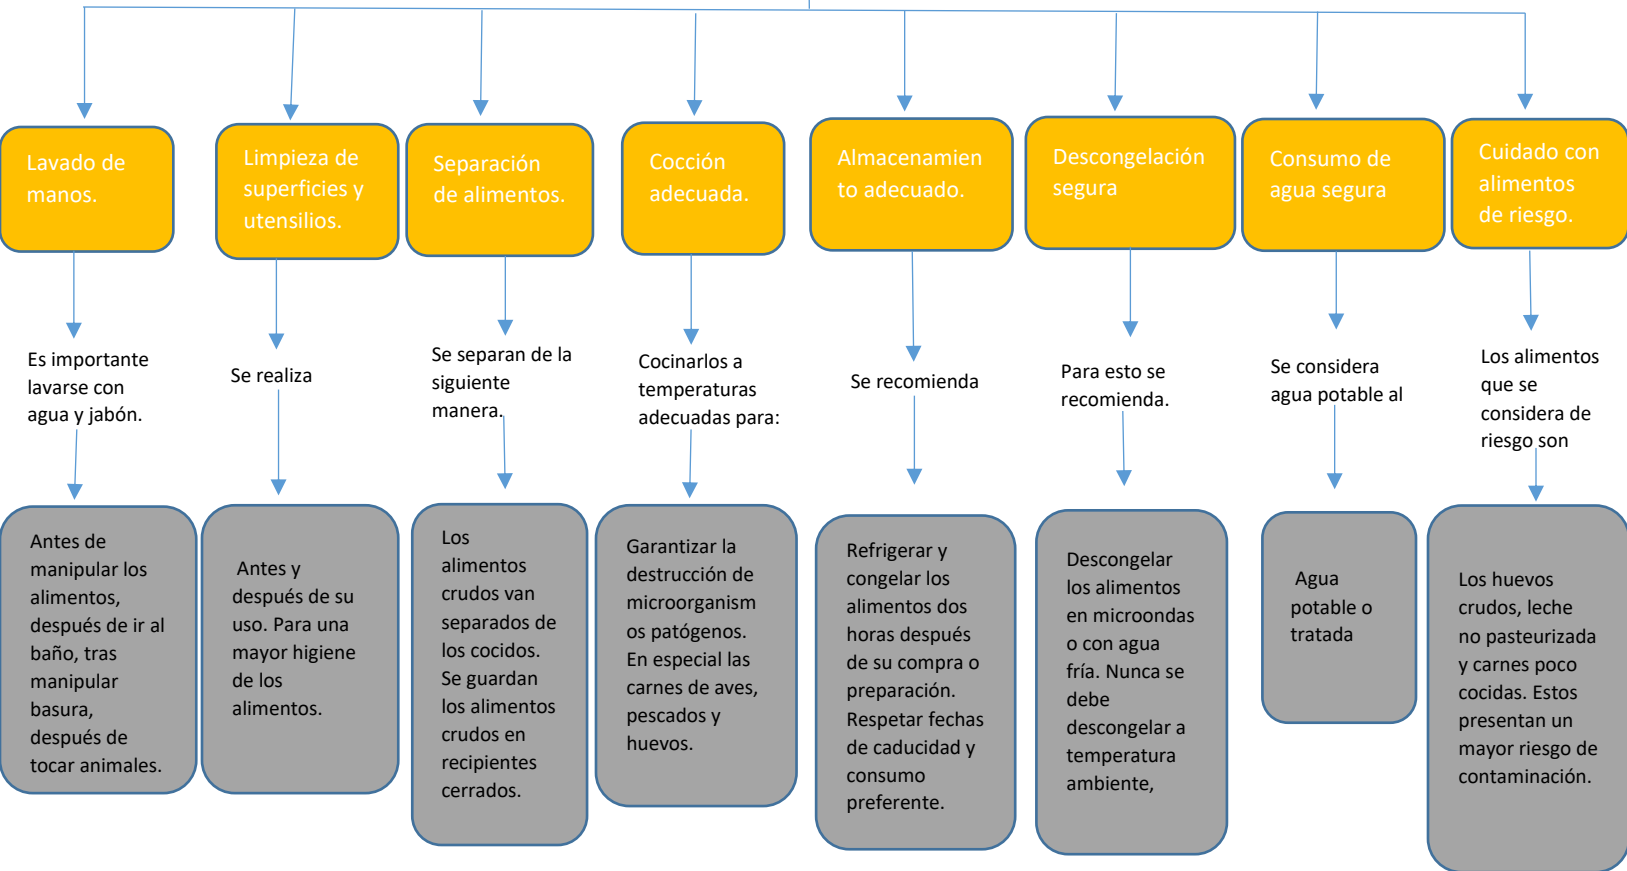 Lavado de
manos.
Limpieza de
superficies y
utensilios.
Separación
de alimentos.
Cocción
adecuada.
Almacenamien
to adecuado.
Descongelación
segura
Consumo de
agua segura
Cuidado con
alimentos
de riesgo.
Es importante
lavarse con
agua y jabón.
Se realiza
Se separan de la
siguiente
manera.
Cocinarlos a
temperaturas
adecuadas para:
Se recomienda
Para esto se
recomienda.
Se considera
agua potable al
Los alimentos
que se
considera de
riesgo son
Antes de
manipular los
alimentos,
después de ir al
baño, tras
manipular
basura,
después de
tocar animales.
Antes y
después de su
uso. Para una
mayor higiene
de los
alimentos.
Los
alimentos
crudos van
separados de
los cocidos.
Se guardan
los alimentos
crudos en
recipientes
cerrados.
Garantizar la
destrucción de
microorganism
os patógenos.
En especial las
carnes de aves,
pescados y
huevos.
Refrigerar y
congelar los
alimentos dos
horas después
de su compra o
preparación.
Respetar fechas
de caducidad y
consumo
preferente.
Descongelar
los alimentos
en microondas
o con agua
fría. Nunca se
debe
descongelar a
temperatura
ambiente,
Agua
potable o
tratada
Los huevos
crudos, leche
no pasteurizada
y carnes poco
cocidas. Estos
presentan un
mayor riesgo de
contaminación.